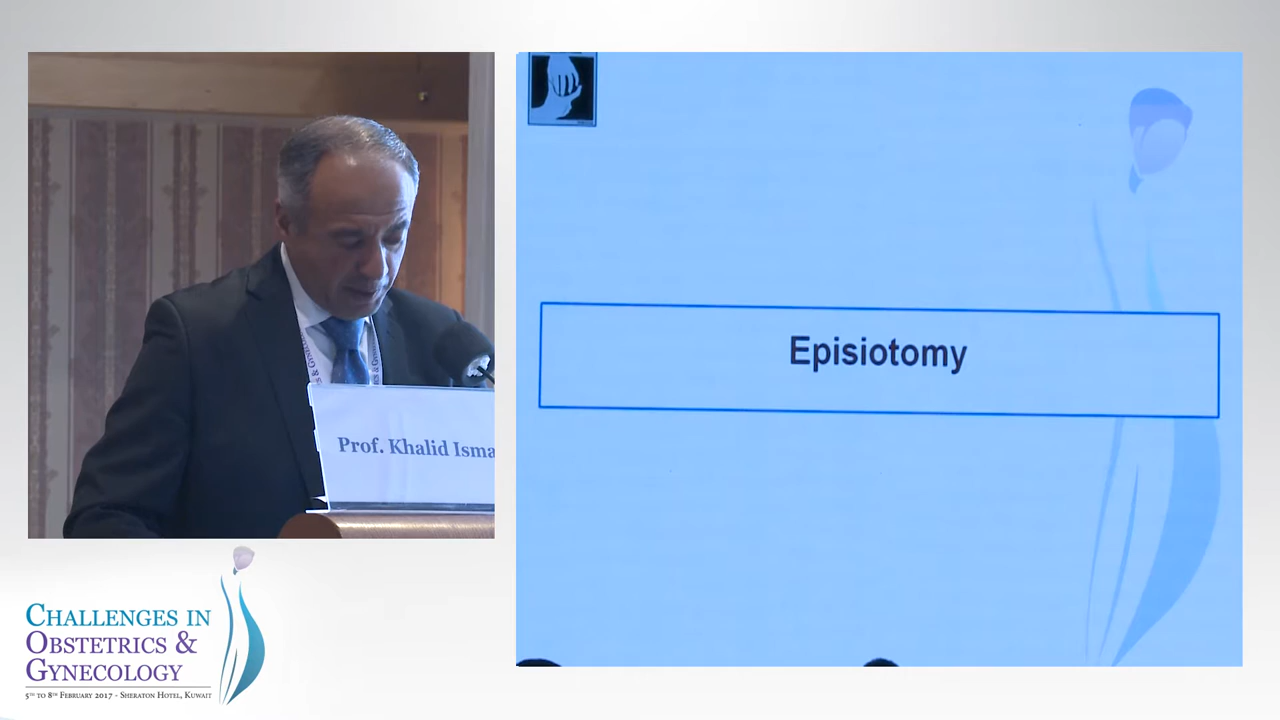 Episiotomy
Prof. Khalid Isma
CHALLENGES IN
OBSTETRICS &
GYNECOLOGY
5TH TO 8TH FEBRUARY 2017 - SHERATON HOTEL, KUWAIT